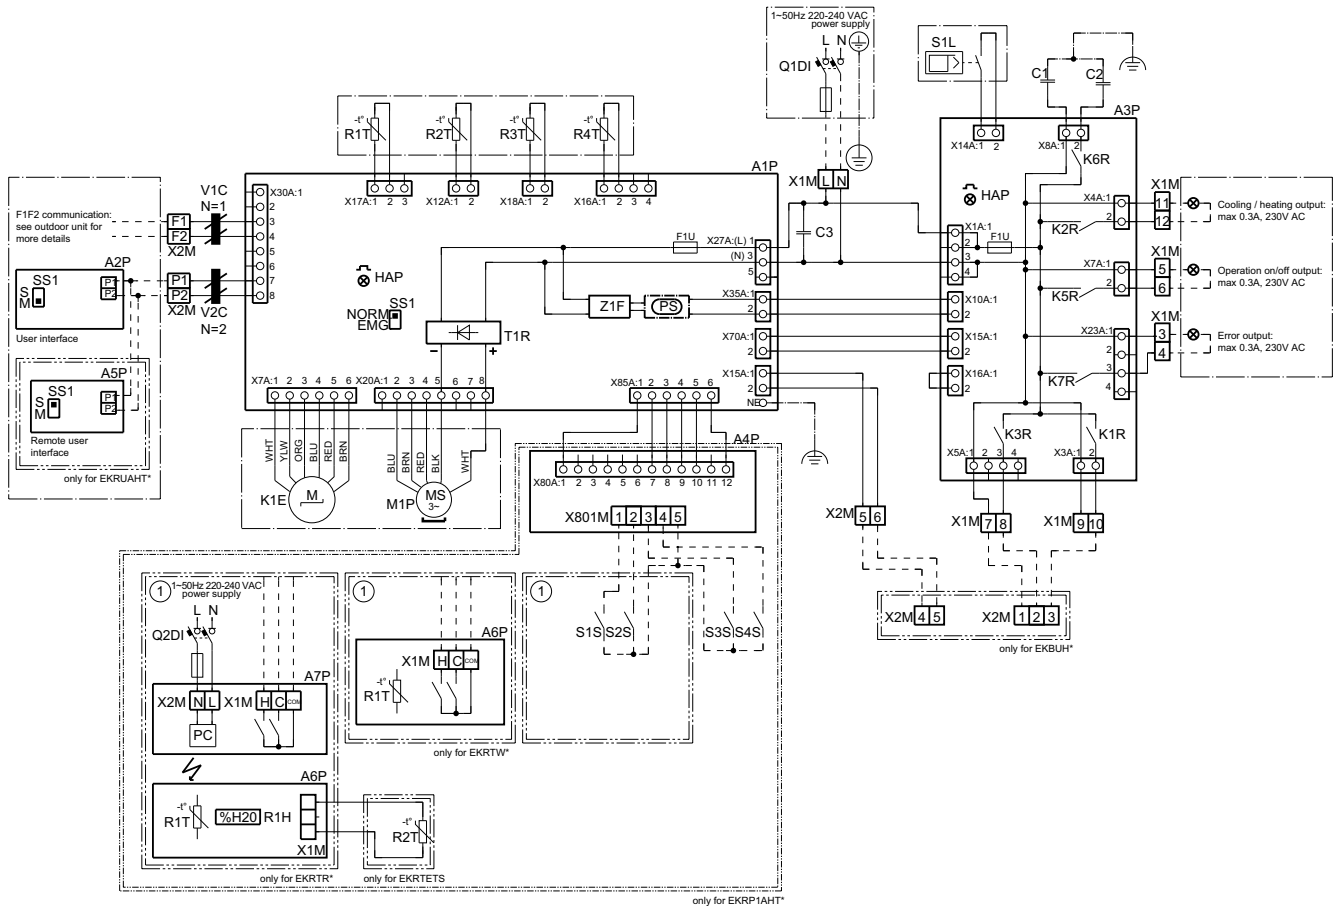 1~50Hz 220-240 VAC
power supply
L N
Q1DI
S1L
C1
C2
A3P
-t° -t° -t° -t°
R1T R2T R3T R4T
X14A:1 2
X8A:1 2
K6R
A1P
X17A:1 2 3
X12A:1 2
X18A:1 2
X16A:1 2 3 4
X1M L N
HAP
X4A:1
2
K2R
X1M
11
12
Cooling / heating output:
max 0.3A, 230V AC
F1F2 communication:
see outdoor unit for
more details
F1
F2
X2M
V1C
N=1
X30A:1
2
3
4
5
6
7
8
P1
P2
X2M
V2C
N=2
A2P
SS1
S
M
P1
P2
User interface
A5P
SS1
S
M
P1
P2
Remote user
interface
only for EKRUAHT*
HAP
SS1
NORM
EMG
T1R
– +
F1U
X27A:(L) 1
(N) 3
5
C3
X1A:1
2
3
4
F1U
Z1F
PS
X35A:1
2
X10A:1
2
X70A:1
2
X15A:1
2
X15A:1
2
NE
X16A:1
2
X7A:1
2
K5R
X1M
5
6
Operation on/off output:
max 0.3A, 230V AC
X23A:1
2
3
4
K7R
X1M
3
4
Error output:
max 0.3A, 230V AC
X7A:1 2 3 4 5 6
X20A:1 2 3 4 5 6 7 8
X85A:1 2 3 4 5 6
WHT YLW ORG BLU RED BRN
K1E
M
BLU BRN RED BLK WHT
M1P
MS
3~
A4P
X80A:1 2 3 4 5 6 7 8 9 10 11 12
X801M 1 2 3 4 5
K3R
K1R
X5A:1 2 3 4
X3A:1 2
X2M 5 6
X1M 7 8
X1M 9 10
X2M 4 5
X2M 1 2 3
only for EKBUH*
1
1~50Hz 220-240 VAC
power supply
L N
Q2DI
A7P
X2M N L
X1M H C COM
PC
A6P
-t°
R1T
%H20 R1H
X1M
only for EKRTR*
-t°
R2T
only for EKRTETS
1
A6P
X1M H C COM
-t°
R1T
only for EKRTW*
1
S1S S2S
S3S S4S
only for EKRP1AHT*